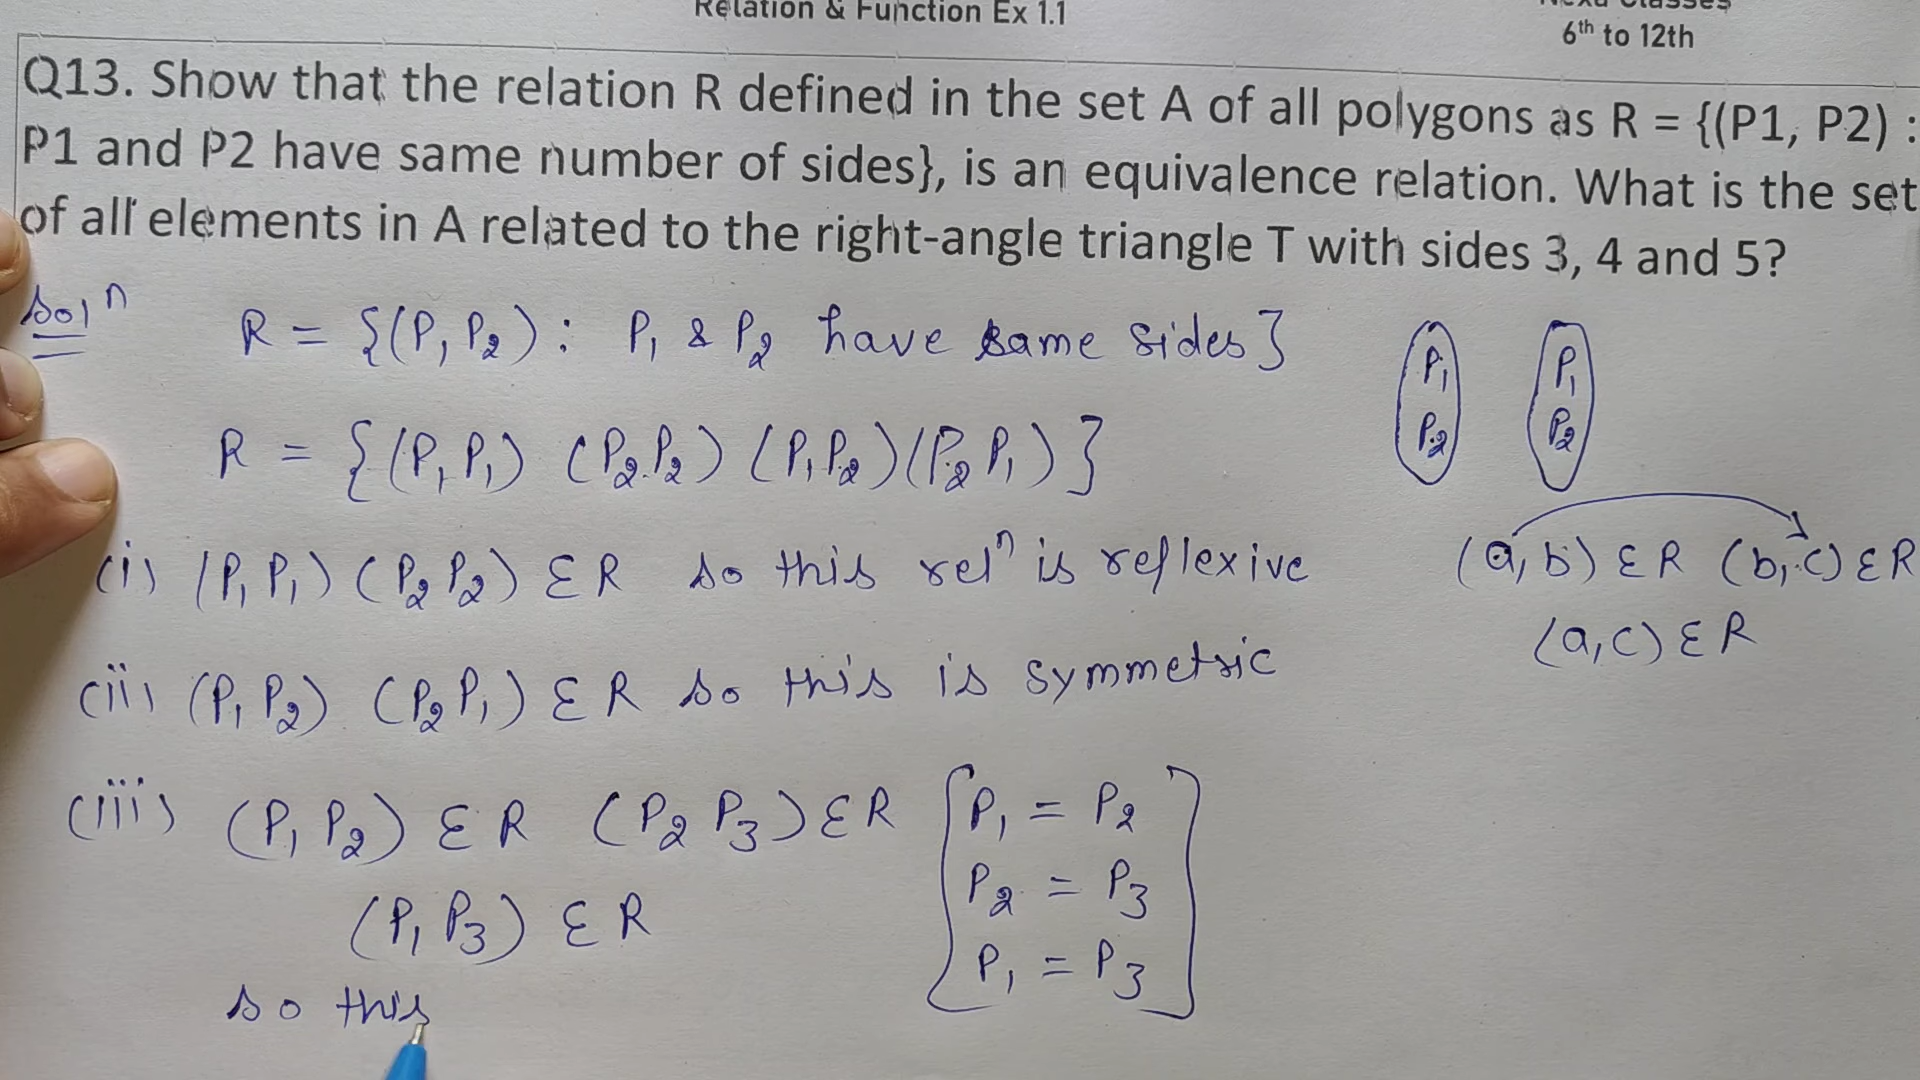 Relation & Function Ex 1.1
6th to 12th
Q13. Show that the relation R defined in the set A of all polygons as R = {(P1, P2) :
P1 and P2 have same number of sides}, is an equivalence relation. What is the set
of all elements in A related to the right-angle triangle T with sides 3, 4 and 5?
Solⁿ R = {(P₁ P₂) : P₁ & P₂ have same sides}
P₁ P₁
P₂ P₂
R = {(P₁ P₁) (P₂ P₂) (P₁ P₂) (P₂ P₁)}
(i) (P₁ P₁) (P₂ P₂) ∈ R so this relⁿ is reflexive
(a, b) ∈ R (b, c) ∈ R
(a, c) ∈ R
(ii) (P₁ P₂) (P₂ P₁) ∈ R so this is symmetric
(iii) (P₁ P₂) ∈ R (P₂ P₃) ∈ R [P₁ = P₂
P₂ = P₃
P₁ = P₃]
(P₁ P₃) ∈ R
so this